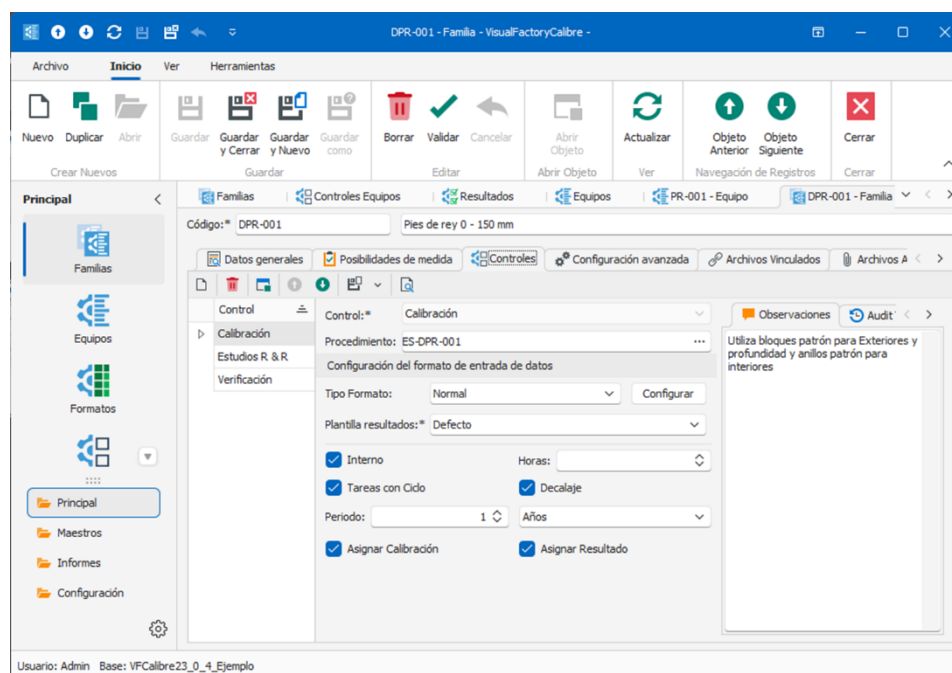 DPR-001 - Familia - VisualFactoryCalibre -
Archivo Inicio Ver Herramientas
Nuevo Duplicar Abrir Guardar Guardar y Cerrar Guardar y Nuevo Guardar como Borrar Validar Cancelar Abrir Objeto Actualizar Objeto Anterior Objeto Siguiente Cerrar
Crear Nuevos Guardar Editar Abrir Objeto Ver Navegación de Registros Cerrar
Principal
Familias
Equipos
Formatos
Principal
Maestros
Informes
Configuración
Familias Controles Equipos Resultados Equipos PR-001 - Equipo DPR-001 - Familia
Código:* DPR-001 Pies de rey 0 - 150 mm
Datos generales Posibilidades de medida Controles Configuración avanzada Archivos Vinculados Archivos A
Control
Calibración
Estudios R & R
Verificación
Control:* Calibración
Procedimiento: ES-DPR-001 ...
Configuración del formato de entrada de datos
Tipo Formato: Normal Configurar
Plantilla resultados:* Defecto
Interno Horas:
Tareas con Ciclo Decalaje
Periodo: 1 Años
Asignar Calibración Asignar Resultado
Observaciones Audit
Utiliza bloques patrón para Exteriores y
profundidad y anillos patrón para
interiores
Usuario: Admin Base: VFCalibre23_0_4_Ejemplo